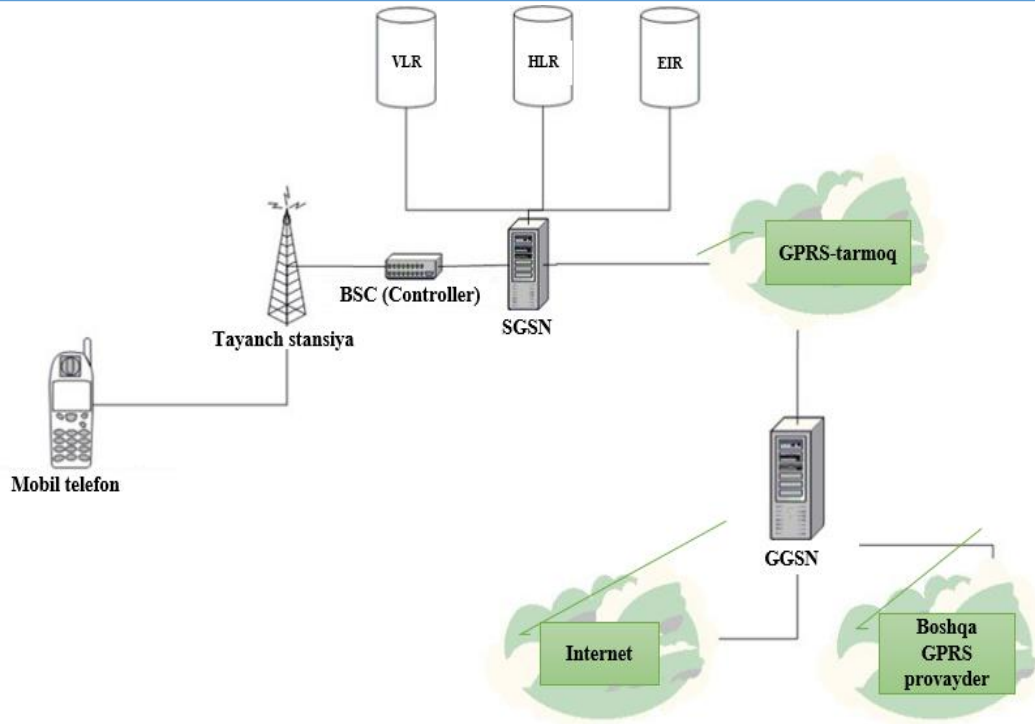 VLR
HLR
EIR
GPRS-tarmoq
BSC (Controller)
SGSN
Tayanch stansiya
Mobil telefon
GGSN
Internet
Boshqa
GPRS
provayder